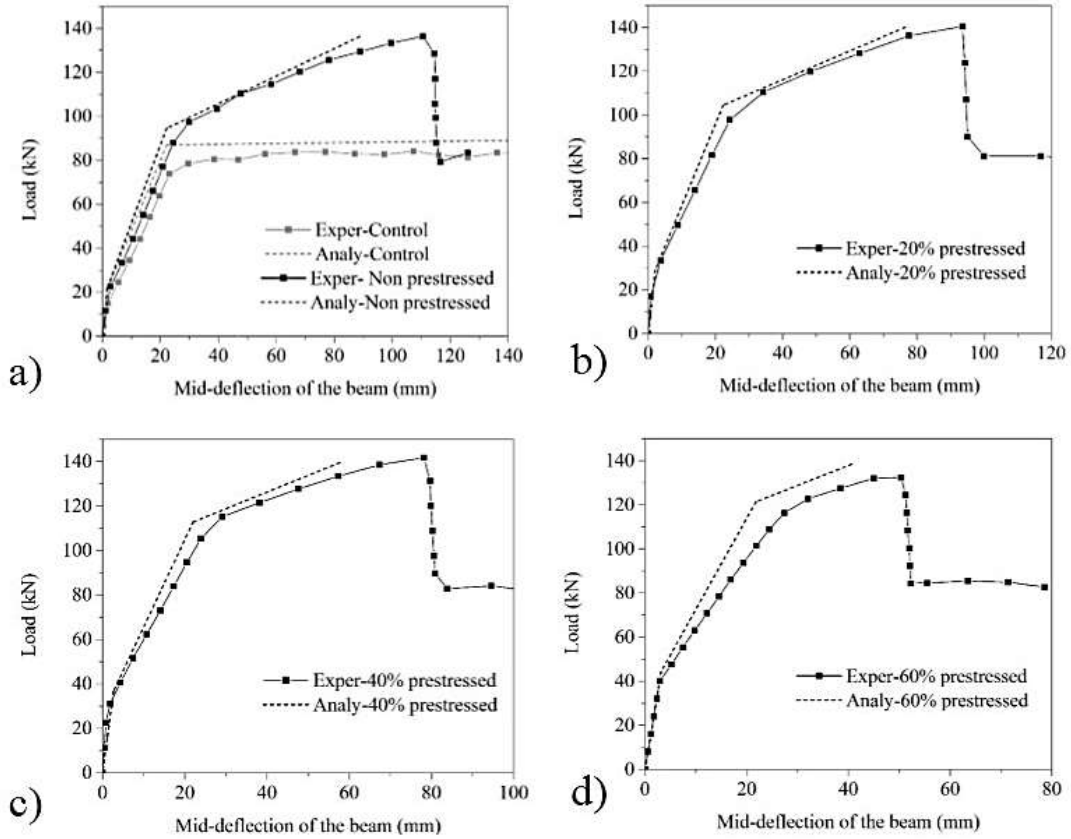 140
120
100
80
60
40
20
0
Load (kN)
Exper-Control
Analy-Control
Exper- Non prestressed
Analy-Non prestressed
0 20 40 60 80 100 120 140
Mid-deflection of the beam (mm)
a)
140
120
100
80
60
40
20
0
Load (kN)
Exper-20% prestressed
Analy-20% prestressed
0 20 40 60 80 100 120
Mid-deflection of the beam (mm)
b)
140
120
100
80
60
40
20
0
Load (kN)
Exper-40% prestressed
Analy-40% prestressed
0 20 40 60 80 100
Mid-deflection of the beam (mm)
c)
140
120
100
80
60
40
20
0
Load (kN)
Exper-60% prestressed
Analy-60% prestressed
0 20 40 60 80
Mid-deflection of the beam (mm)
d)